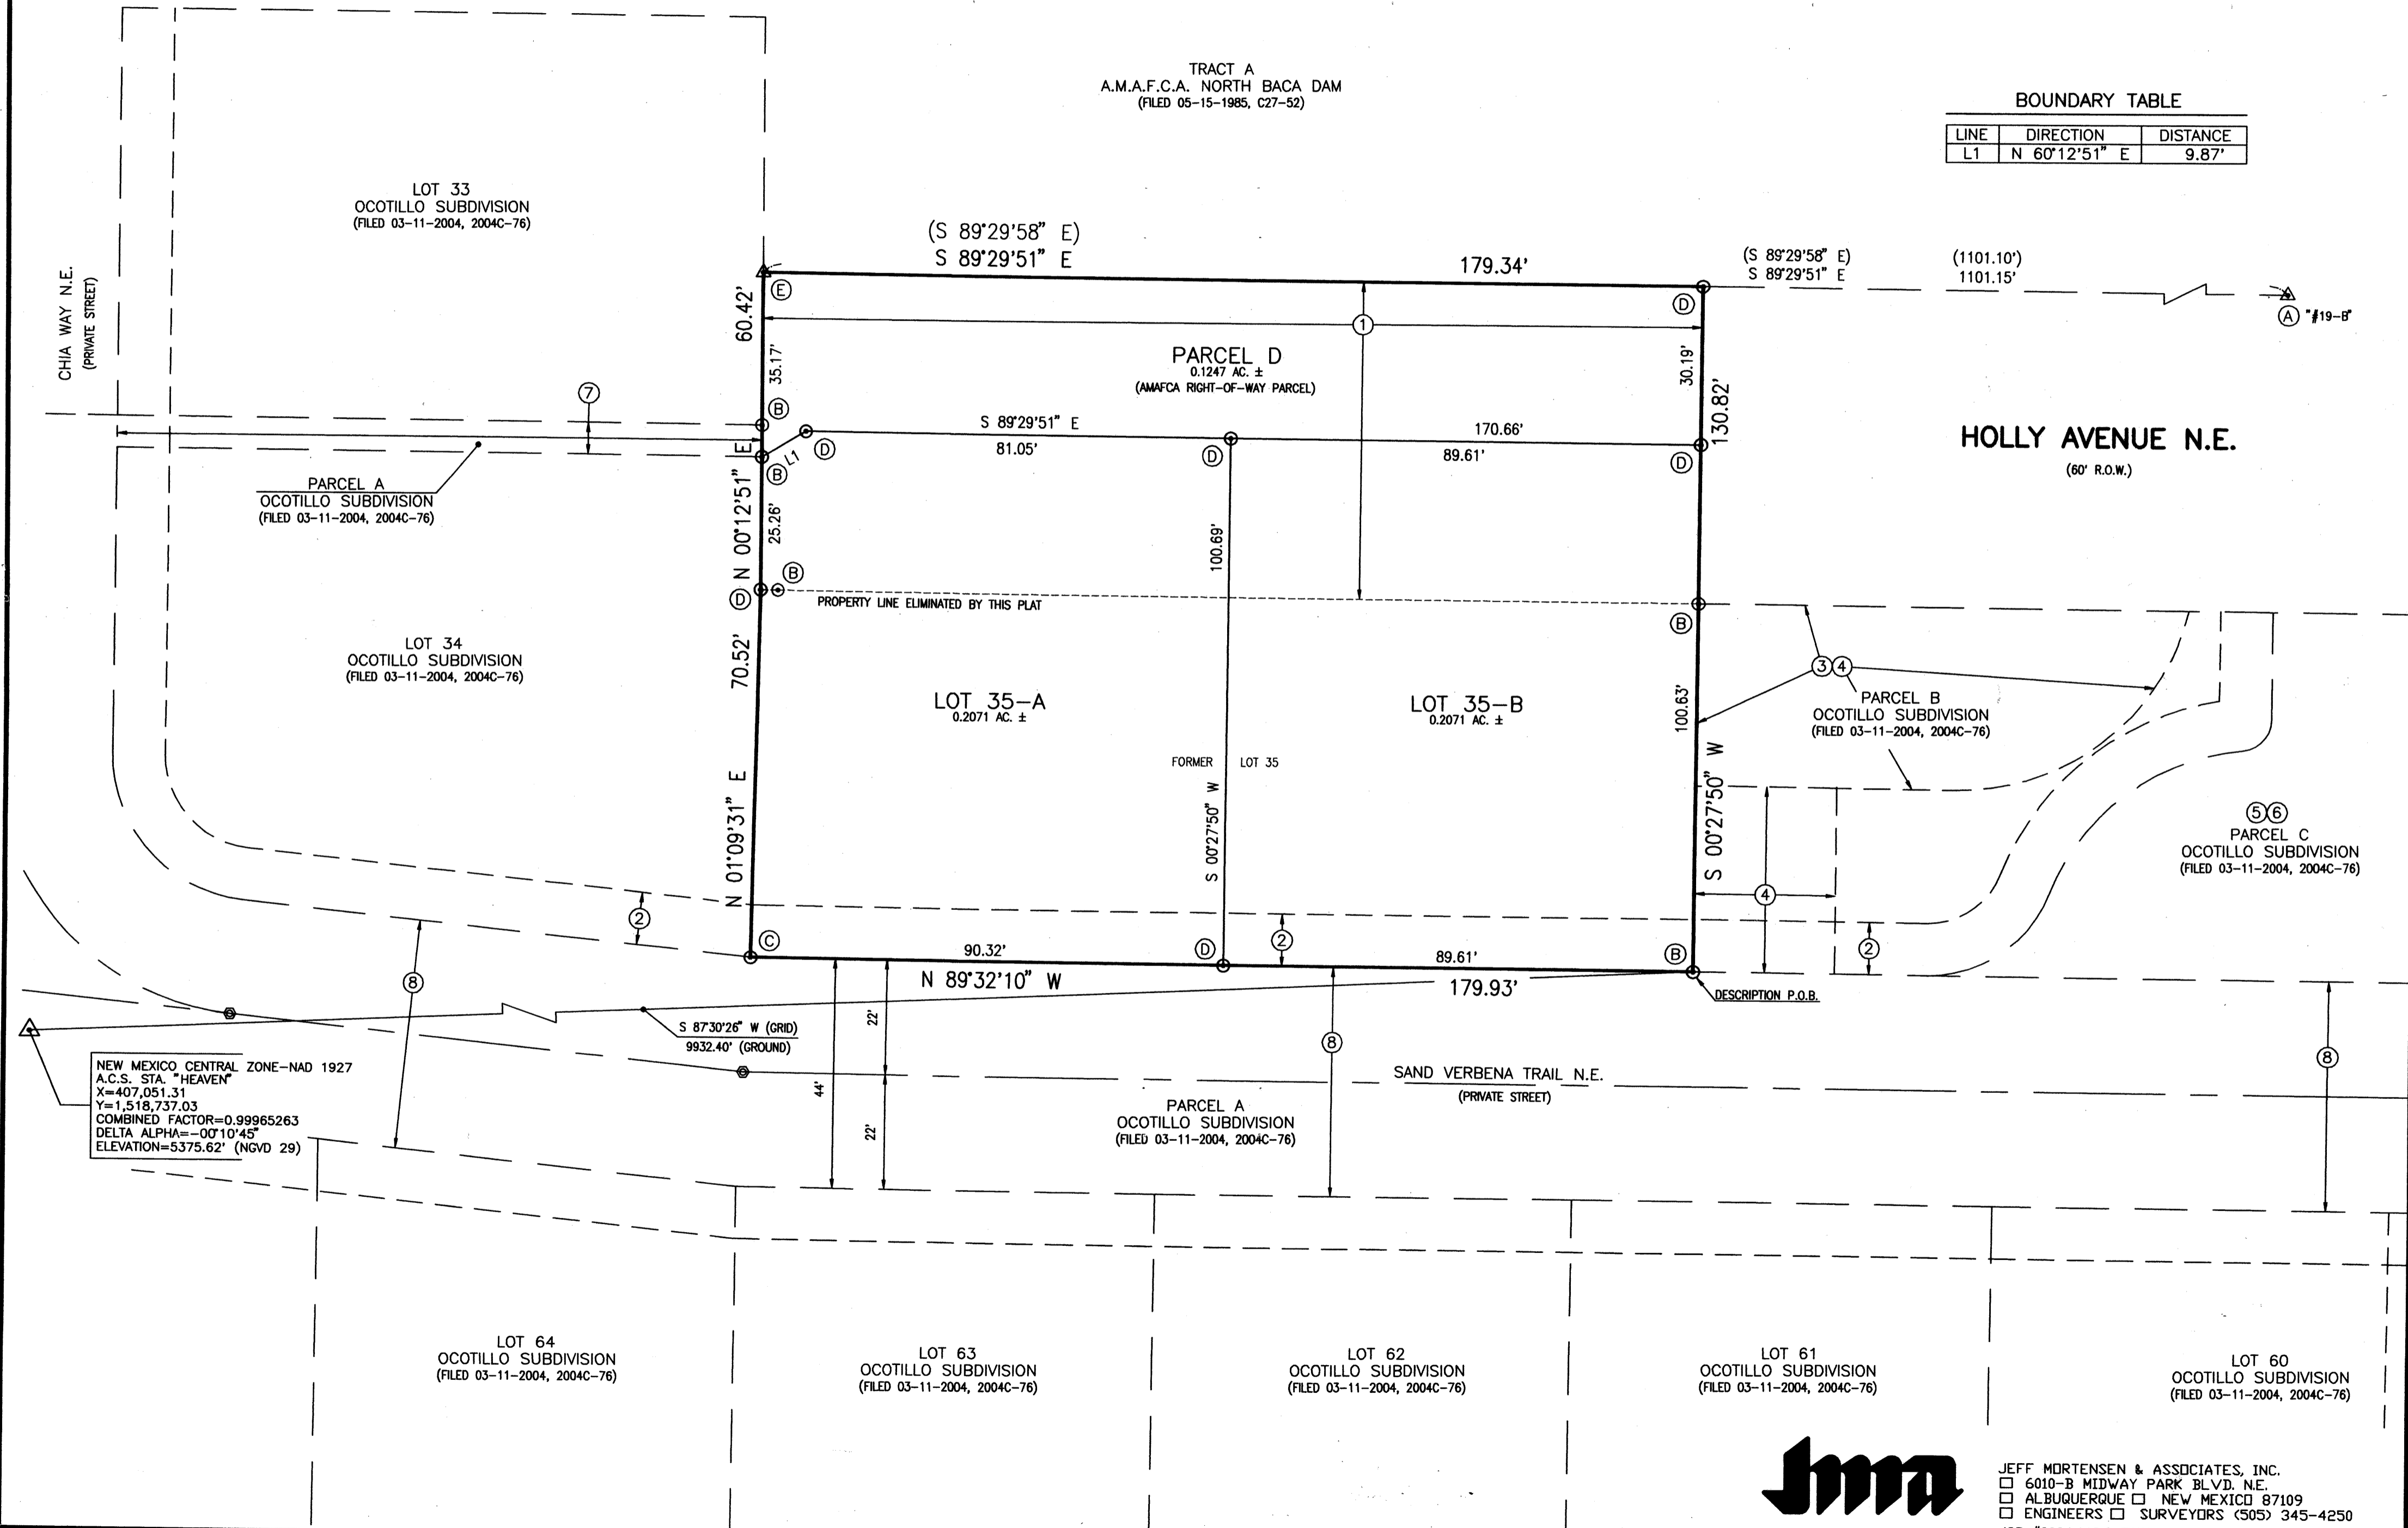 TRACT A
A.M.A.F.C.A. NORTH BACA DAM
(FILED 05-15-1985, C27-52)
BOUNDARY TABLE
LINE DIRECTION DISTANCE
L1 N 60°12'51" E 9.87'
LOT 33
OCOTILLO SUBDIVISION
(FILED 03-11-2004, 2004C-76)
CHIA WAY N.E.
(PRIVATE STREET)
(S 89°29'58" E)
S 89°29'51" E
179.34'
(S 89°29'58" E) (1101.10')
S 89°29'51" E 1101.15'
A "#19-B"
E
D
60.42'
35.17'
1
PARCEL D
0.1247 AC. ±
(AMAFCA RIGHT-OF-WAY PARCEL)
30.19'
130.82'
7
B
S 89°29'51" E
170.66'
81.05'
89.61'
D
D
D
L1
B
HOLLY AVENUE N.E.
(60' R.O.W.)
PARCEL A
OCOTILLO SUBDIVISION
(FILED 03-11-2004, 2004C-76)
N 00°12'51" E
25.26'
100.69'
B
D
PROPERTY LINE ELIMINATED BY THIS PLAT
B
LOT 34
OCOTILLO SUBDIVISION
(FILED 03-11-2004, 2004C-76)
70.52'
N 01°09'31" E
LOT 35-A
0.2071 AC. ±
LOT 35-B
0.2071 AC. ±
100.63'
3 4
PARCEL B
OCOTILLO SUBDIVISION
(FILED 03-11-2004, 2004C-76)
FORMER LOT 35
S 00°27'50" W
S 00°27'50" W
5 6
PARCEL C
OCOTILLO SUBDIVISION
(FILED 03-11-2004, 2004C-76)
4
2
C
90.32'
D
2
89.61'
B
2
N 89°32'10" W
179.93'
DESCRIPTION P.O.B.
8
S 87°30'26" W (GRID)
9932.40' (GROUND)
22'
44'
22'
8
8
NEW MEXICO CENTRAL ZONE-NAD 1927
A.C.S. STA. "HEAVEN"
X=407,051.31
Y=1,518,737.03
COMBINED FACTOR=0.99965263
DELTA ALPHA=-00°10'45"
ELEVATION=5375.62' (NGVD 29)
SAND VERBENA TRAIL N.E.
(PRIVATE STREET)
PARCEL A
OCOTILLO SUBDIVISION
(FILED 03-11-2004, 2004C-76)
LOT 64
OCOTILLO SUBDIVISION
(FILED 03-11-2004, 2004C-76)
LOT 63
OCOTILLO SUBDIVISION
(FILED 03-11-2004, 2004C-76)
LOT 62
OCOTILLO SUBDIVISION
(FILED 03-11-2004, 2004C-76)
LOT 61
OCOTILLO SUBDIVISION
(FILED 03-11-2004, 2004C-76)
LOT 60
OCOTILLO SUBDIVISION
(FILED 03-11-2004, 2004C-76)
jma
JEFF MORTENSEN & ASSOCIATES, INC.
□ 6010-B MIDWAY PARK BLVD. N.E.
□ ALBUQUERQUE □ NEW MEXICO 87109
□ ENGINEERS □ SURVEYORS (505) 345-4250